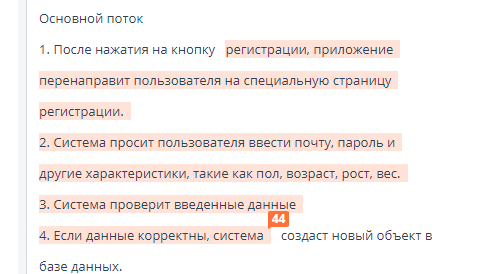 Основной поток
1. После нажатия на кнопку регистрации, приложение
перенаправит пользователя на специальную страницу
регистрации.
2. Система просит пользователя ввести почту, пароль и
другие характеристики, такие как пол, возраст, рост, вес.
3. Система проверит введенные данные
44
4. Если данные корректны, система создаст новый объект в
базе данных.